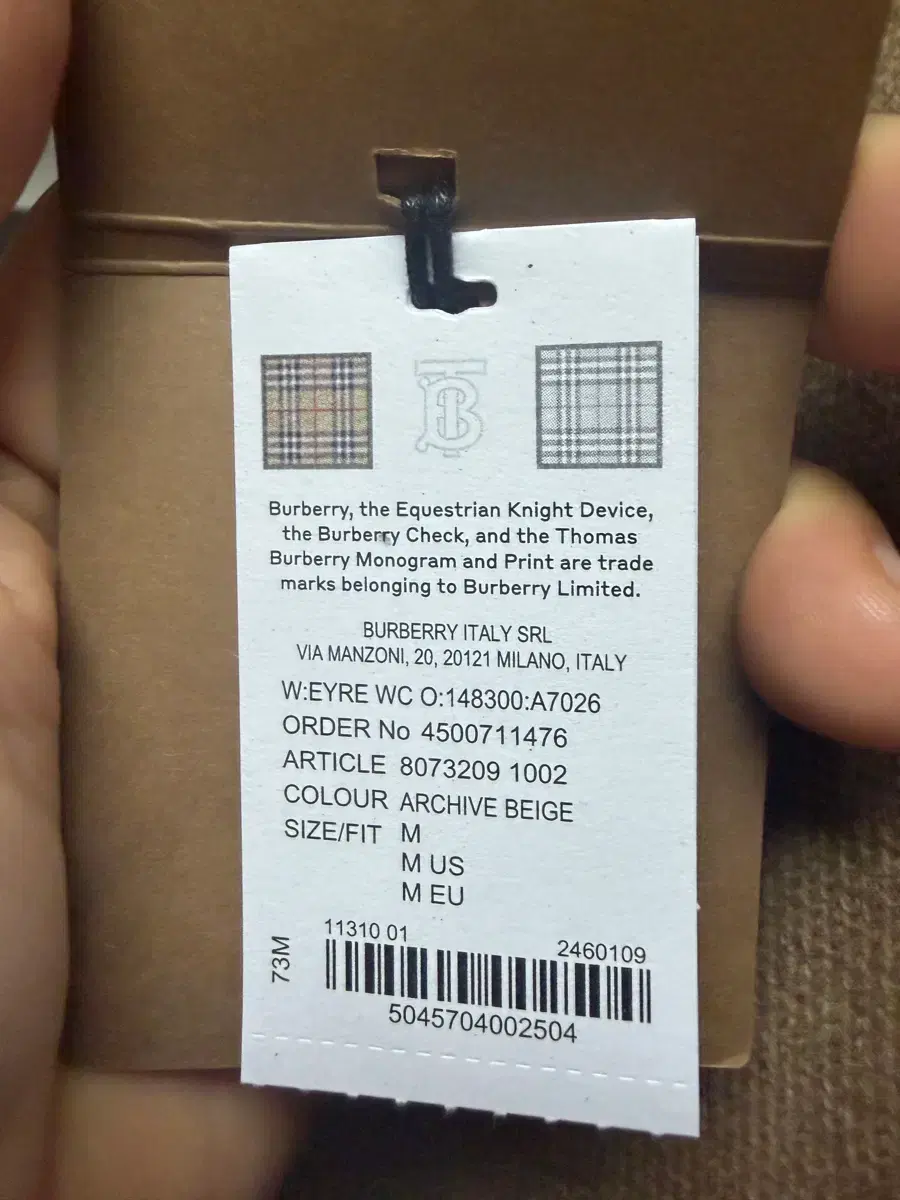 TB
Burberry, the Equestrian Knight Device,
the Burberry Check, and the Thomas
Burberry Monogram and Print are trade
marks belonging to Burberry Limited.
BURBERRY ITALY SRL
VIA MANZONI, 20, 20121 MILANO, ITALY
W:EYRE WC O:148300:A7026
ORDER No 4500711476
ARTICLE 8073209 1002
COLOUR ARCHIVE BEIGE
SIZE/FIT M
M US
M EU
73M
11310 01 2460109
5045704002504